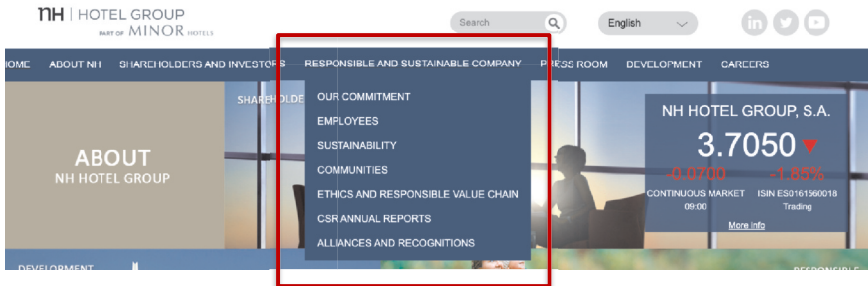 nH | HOTEL GROUP
PART OF MINOR HOTELS
Search
English
in
HOME ABOUT NH SHAREHOLDERS AND INVESTORS RESPONSIBLE AND SUSTAINABLE COMPANY PRESS ROOM DEVELOPMENT CAREERS
SHAREHOLDE
OUR COMMITMENT
EMPLOYEES
SUSTAINABILITY
COMMUNITIES
ETHICS AND RESPONSIBLE VALUE CHAIN
CSR ANNUAL REPORTS
ALLIANCES AND RECOGNITIONS
ABOUT
NH HOTEL GROUP
NH HOTEL GROUP, S.A.
3.7050
-0.0700 -1.85%
CONTINUOUS MARKET ISIN ES0161560018
09:00 Trading
More info
DEVELOPMENT
RESPONSIBLE